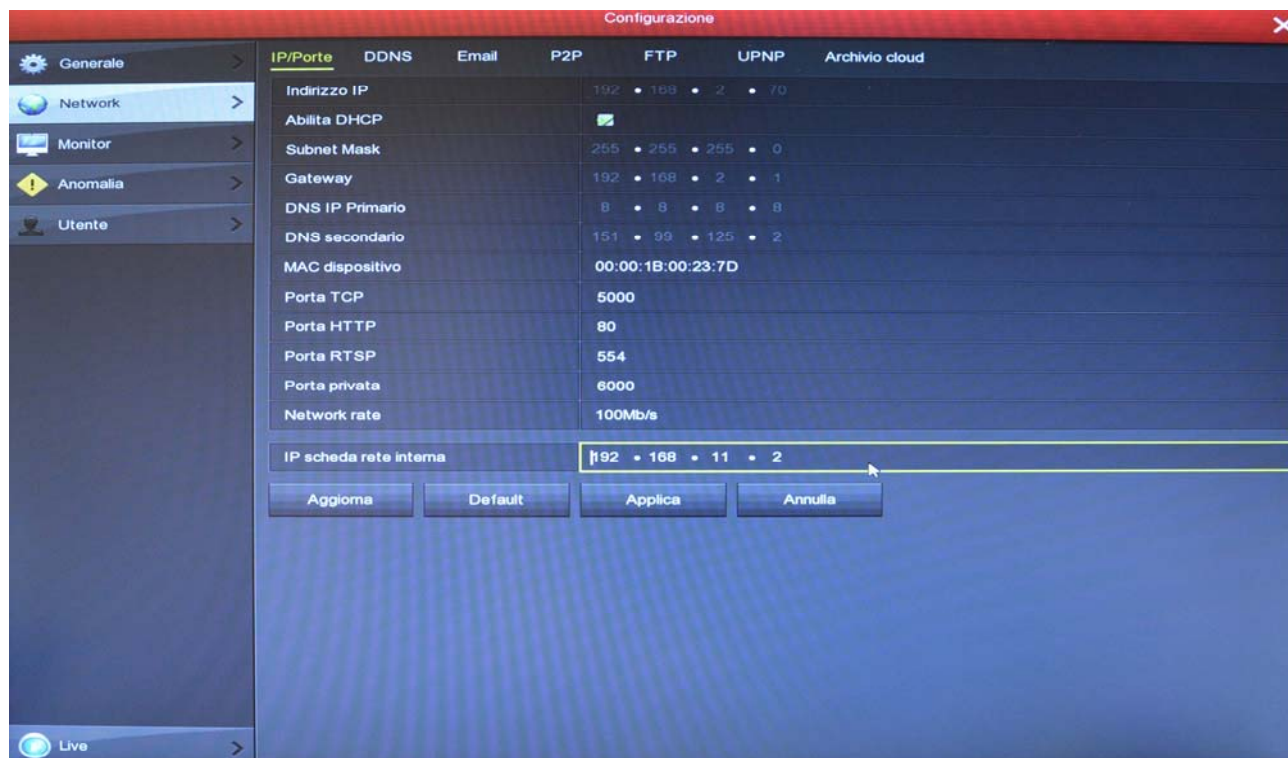 Configurazione
Generale
Network
Monitor
Anomalia
Utente
Live
IP/Porte DDNS Email P2P FTP UPNP Archivio cloud
Indirizzo IP 192 • 168 • 2 • 70
Abilita DHCP
Subnet Mask 255 • 255 • 255 • 0
Gateway 192 • 168 • 2 • 1
DNS IP Primario 8 • 8 • 8 • 8
DNS secondario 151 • 99 • 125 • 2
MAC dispositivo 00:00:1B:00:23:7D
Porta TCP 5000
Porta HTTP 80
Porta RTSP 554
Porta privata 6000
Network rate 100Mb/s
IP scheda rete interna 192 • 168 • 11 • 2
Aggiorna Default Applica Annulla